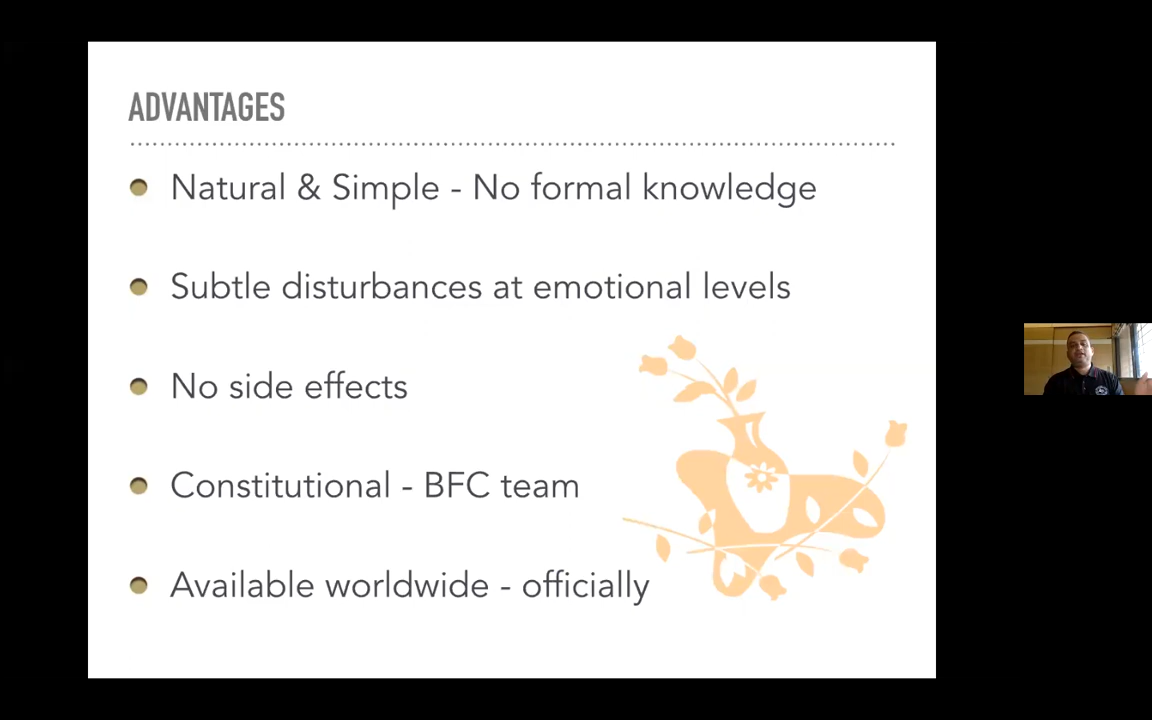 ADVANTAGES
Natural & Simple - No formal knowledge
Subtle disturbances at emotional levels
No side effects
Constitutional - BFC team
Available worldwide - officially